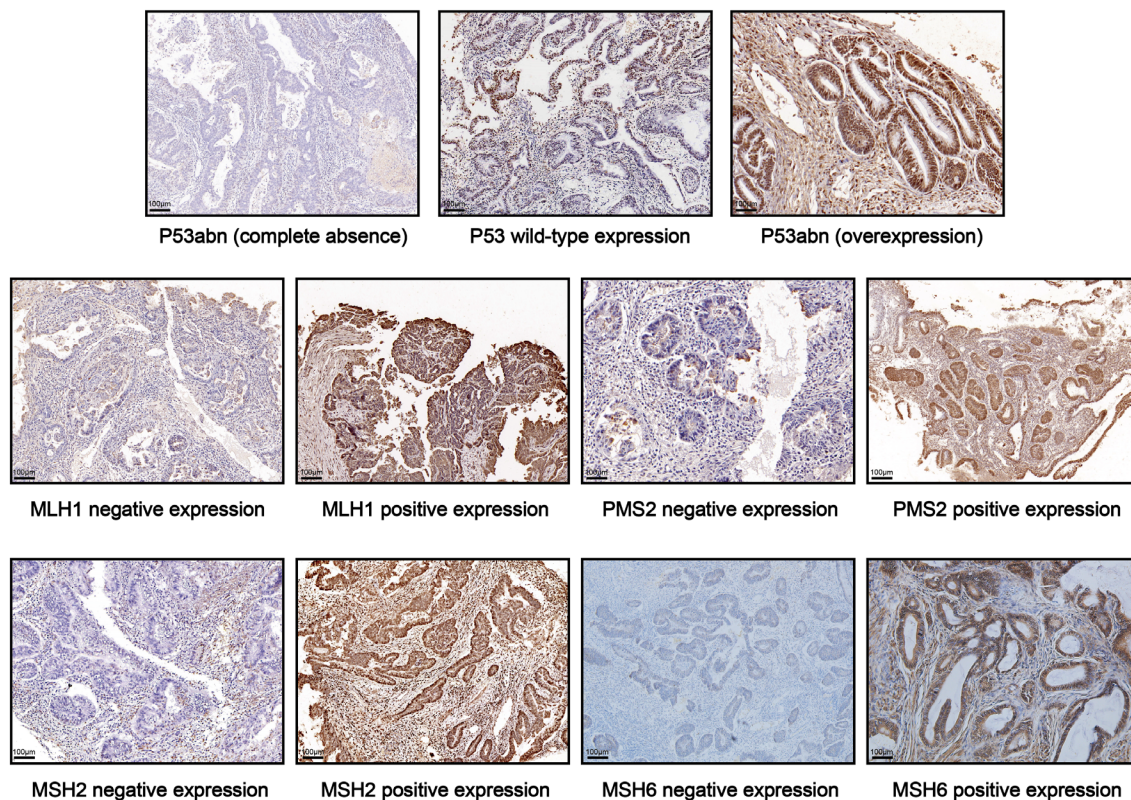 100μm
100μm
100μm
P53abn (complete absence)
P53 wild-type expression
P53abn (overexpression)
100μm
100μm
100μm
100μm
MLH1 negative expression
MLH1 positive expression
PMS2 negative expression
PMS2 positive expression
100μm
100μm
100μm
100μm
MSH2 negative expression
MSH2 positive expression
MSH6 negative expression
MSH6 positive expression